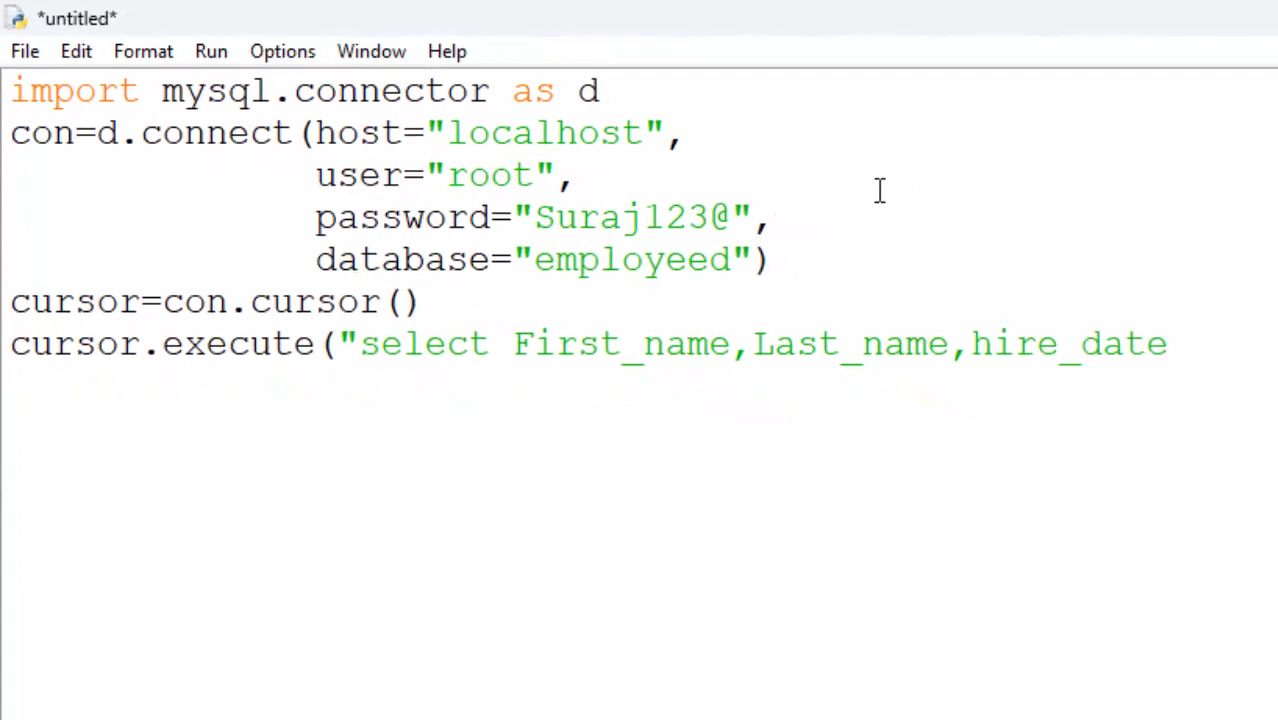 *untitled*
File Edit Format Run Options Window Help
import mysql.connector as d
con=d.connect(host="localhost",
user="root",
password="Suraj123@",
database="employeed")
cursor=con.cursor()
cursor.execute("select First_name,Last_name,hire_date